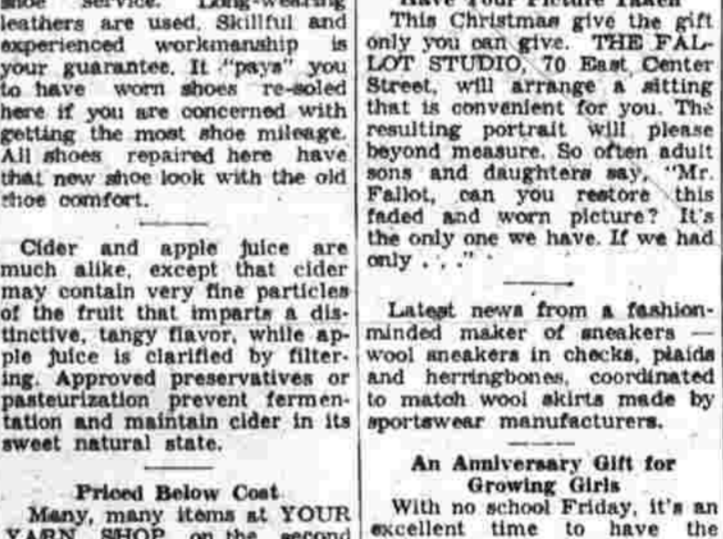 shoe service. Long-wearing
leathers are used. Skillful and
experienced workmanship is
your guarantee. It "pays" you
to have worn shoes re-soled
here if you are concerned with
getting the most shoe mileage.
All shoes repaired here have
that new shoe look with the old
shoe comfort.
Cider and apple juice are
much alike, except that cider
may contain very fine particles
of the fruit that imparts a dis-
tinctive, tangy flavor, while ap-
ple juice is clarified by filter-
ing. Approved preservatives or
pasteurization prevent fermen-
tation and maintain cider in its
sweet natural state.
Priced Below Cost
Many, many items at YOUR
YARN SHOP on the second
Have Your Picture Taken
This Christmas give the gift
only you can give. THE FAL-
LOT STUDIO, 70 East Center
Street, will arrange a sitting
that is convenient for you. The
resulting portrait will please
beyond measure. So often adult
sons and daughters say, "Mr.
Fallot, can you restore this
faded and worn picture? It's
the only one we have. If we had
only . . ."
Latest news from a fashion-
minded maker of sneakers —
wool sneakers in checks, plaids
and herringbones, coordinated
to match wool skirts made by
sportswear manufacturers.
An Anniversary Gift for
Growing Girls
With no school Friday, it's an
excellent time to have the